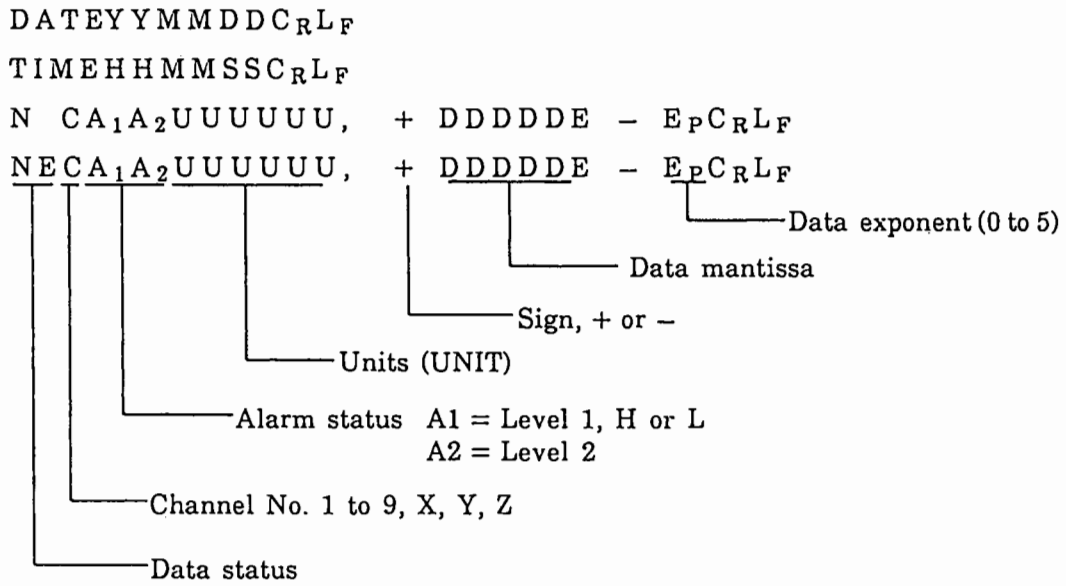 DATEYYMMDDCRLF
TIMEHHMMSSCRLF
N CA1A2UUUUUU, + DDDDDE − EPCRLF
NECA1A2UUUUUU, + DDDDDE − EPCRLF
Data exponent (0 to 5)
Data mantissa
Sign, + or −
Units (UNIT)
Alarm status A1 = Level 1, H or L
A2 = Level 2
Channel No. 1 to 9, X, Y, Z
Data status